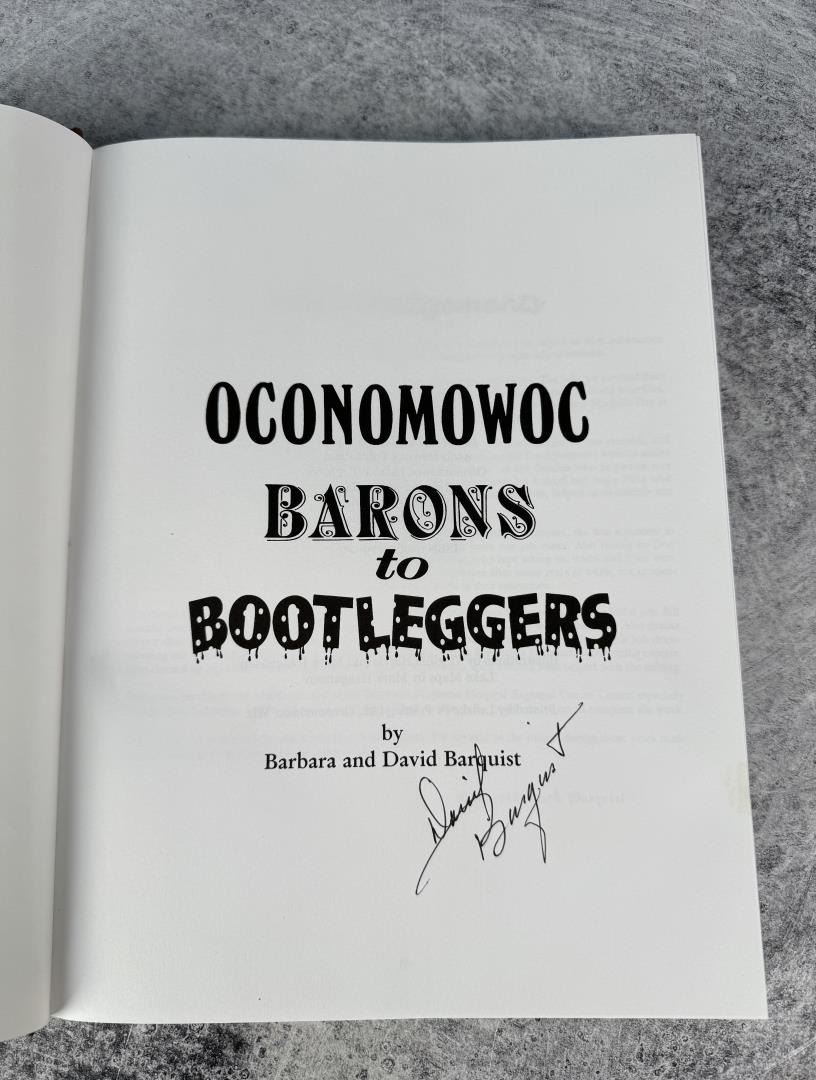 OCONOMOWOC
BARONS
to
BOOTLEGGERS
by
Barbara and David Barquist
David
Barquist